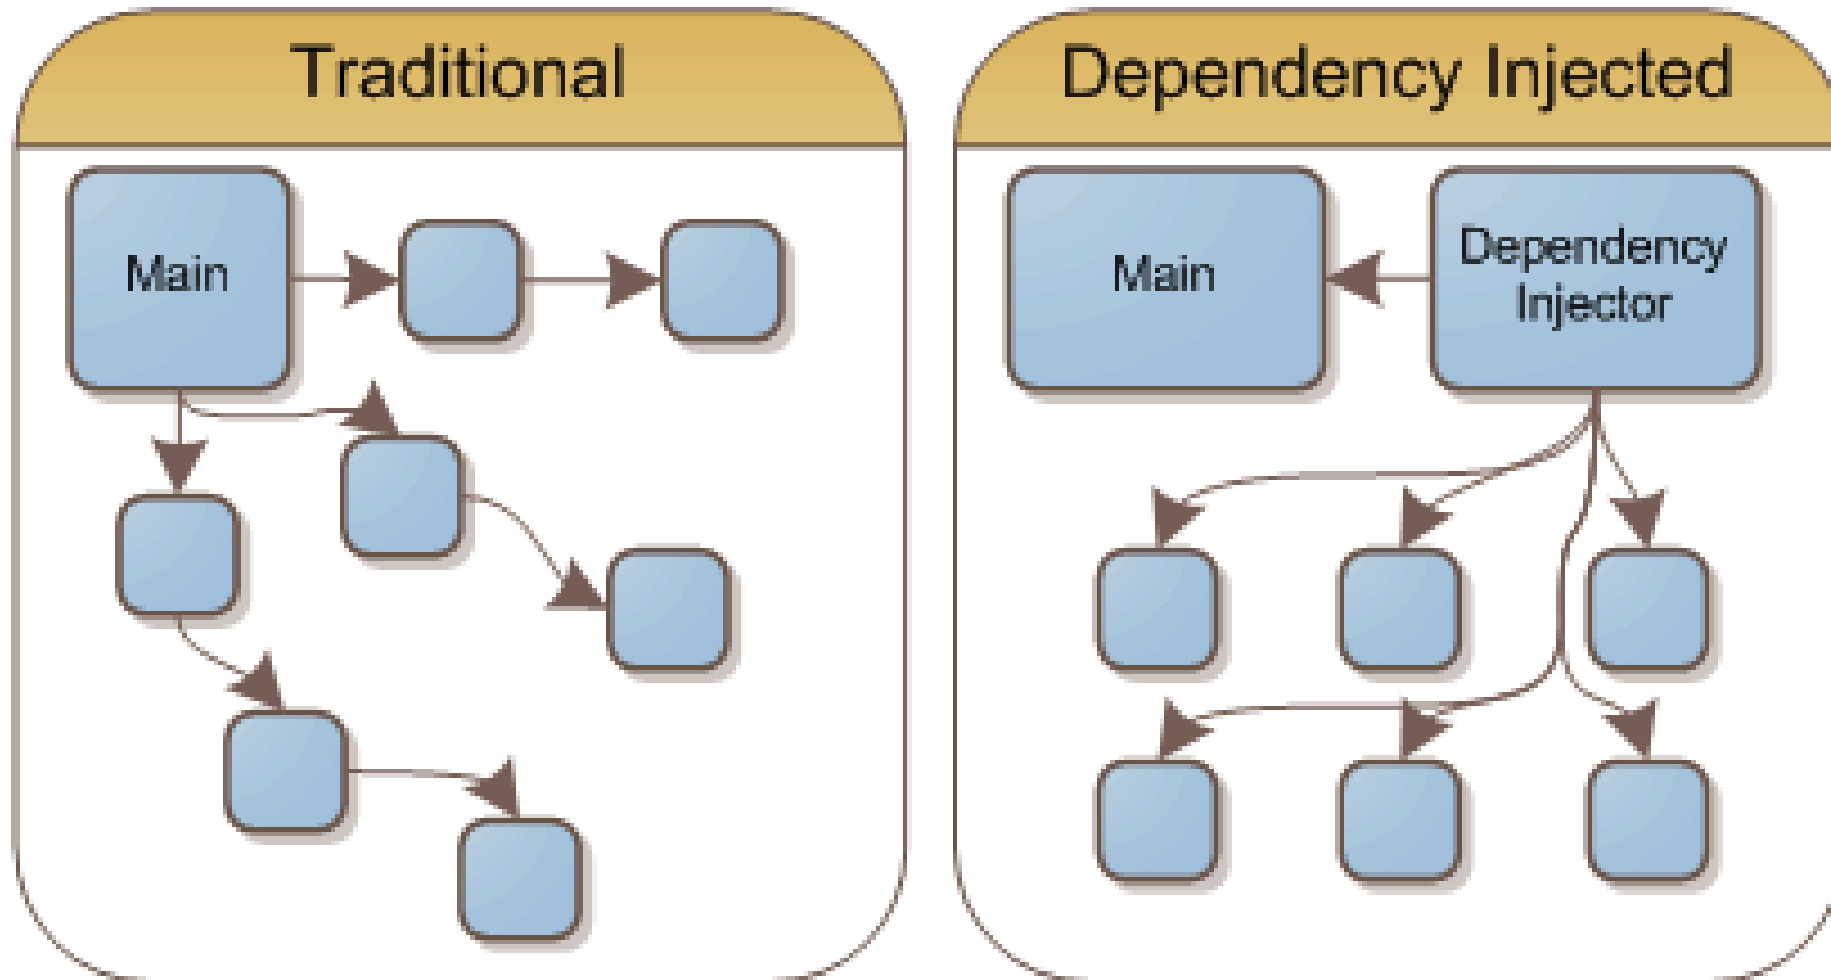 Traditional
Main
Dependency Injected
Main
Dependency
Injector